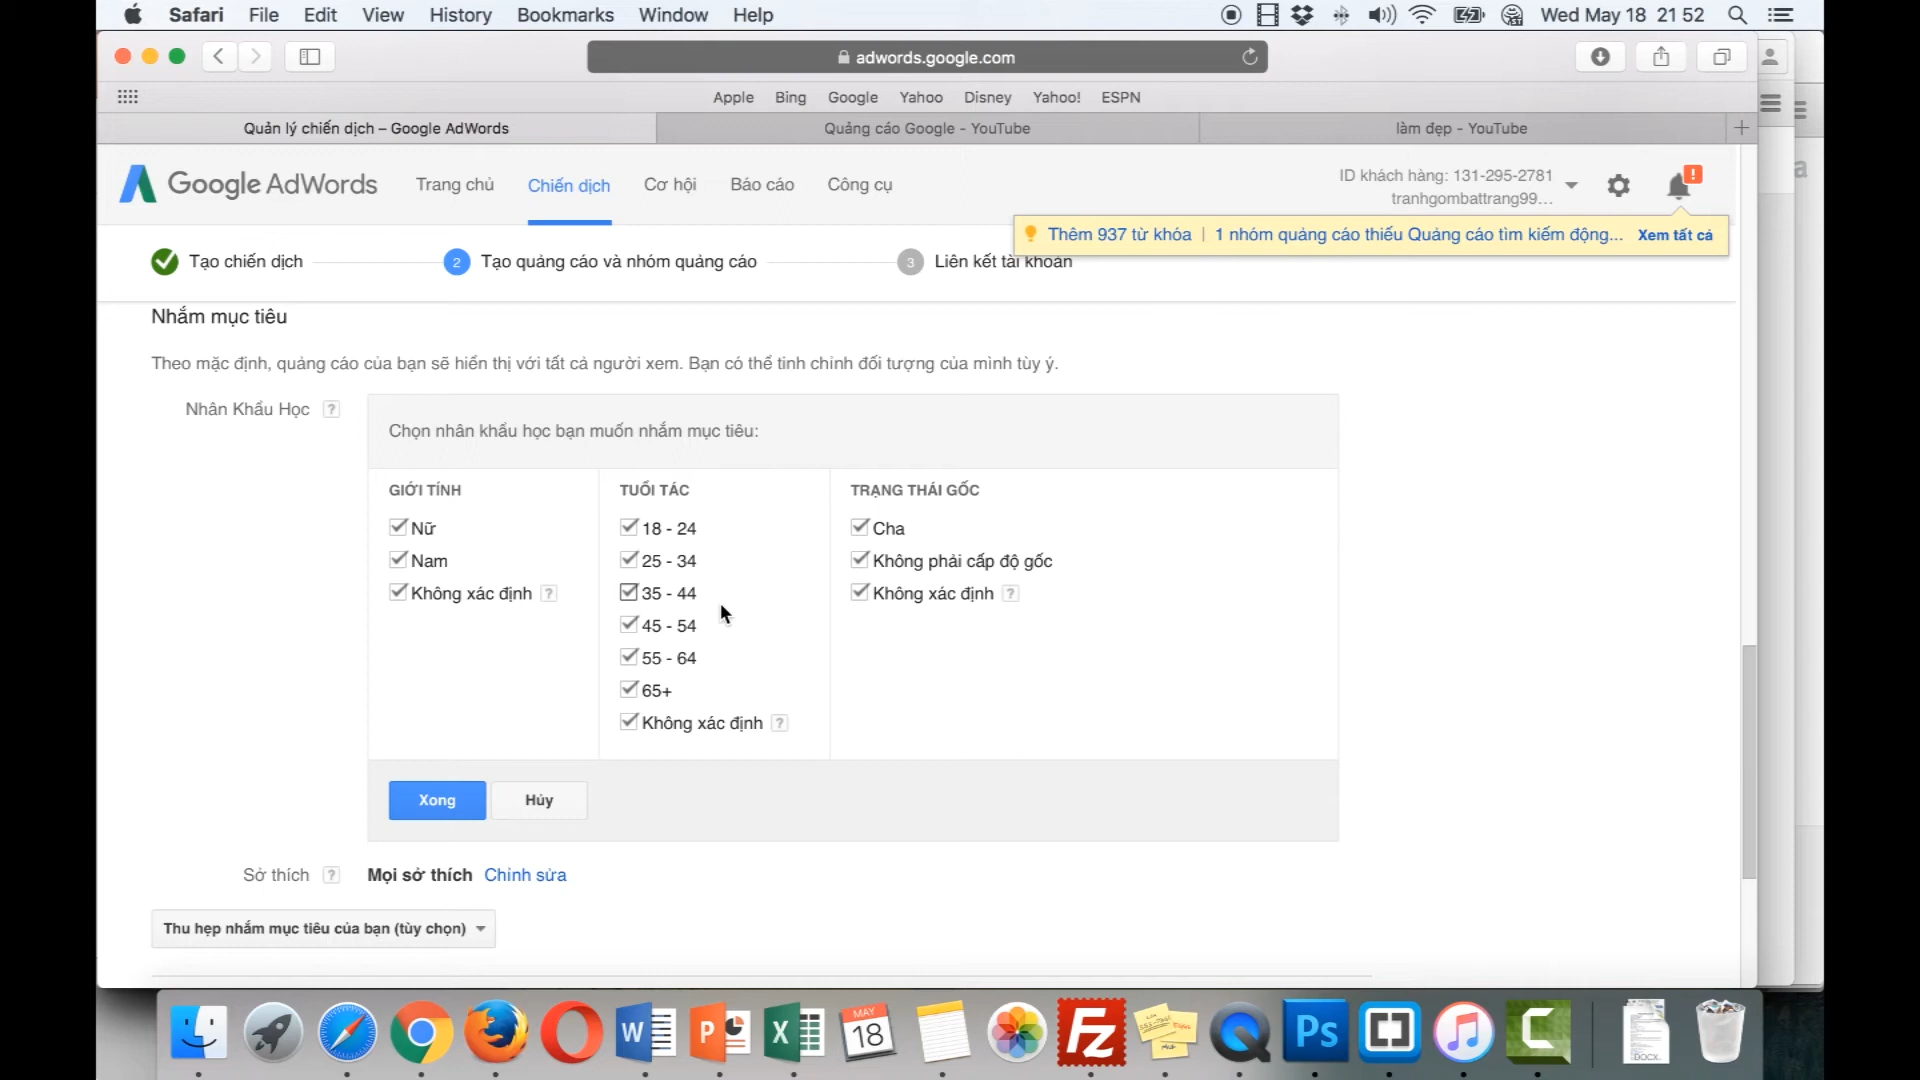 Safari File Edit View History Bookmarks Window Help Wed May 18 21 52
adwords.google.com
Apple Bing Google Yahoo Disney Yahoo! ESPN
Quản lý chiến dịch – Google AdWords Quảng cáo Google - YouTube làm đẹp - YouTube
Google AdWords Trang chủ Chiến dịch Cơ hội Báo cáo Công cụ
ID khách hàng: 131-295-2781
tranhgombattrang99...
!
Thêm 937 từ khóa | 1 nhóm quảng cáo thiếu Quảng cáo tìm kiếm động... Xem tất cả
Tạo chiến dịch 2 Tạo quảng cáo và nhóm quảng cáo 3 Liên kết tài khoản
Nhắm mục tiêu
Theo mặc định, quảng cáo của bạn sẽ hiển thị với tất cả người xem. Bạn có thể tinh chỉnh đối tượng của mình tùy ý.
Nhân Khẩu Học ?
Chọn nhân khẩu học bạn muốn nhắm mục tiêu:
GIỚI TÍNH TUỔI TÁC TRẠNG THÁI GỐC
Nữ 18 - 24 Cha
Nam 25 - 34 Không phải cấp độ gốc
Không xác định ? 35 - 44 Không xác định ?
45 - 54
55 - 64
65+
Không xác định ?
Xong Hủy
Sở thích ? Mọi sở thích Chỉnh sửa
Thu hẹp nhắm mục tiêu của bạn (tùy chọn)
W P X MAY 18 Fz Ps C DOCX